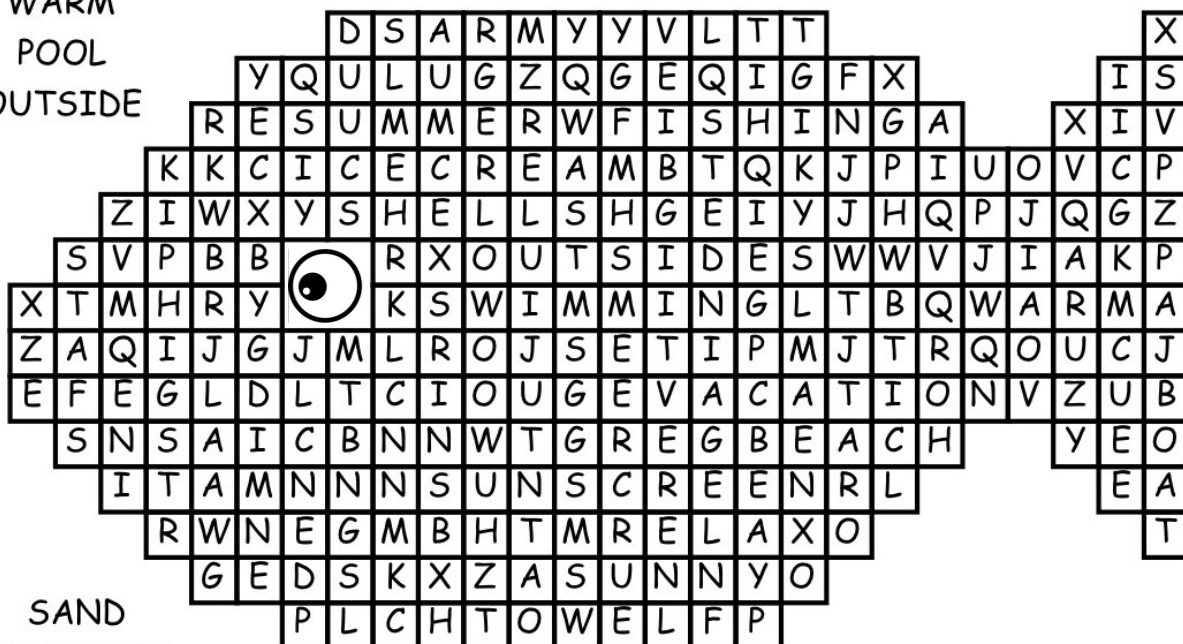 WARM
POOL
OUTSIDE
D S A R M Y Y V L T T X
Y Q U L U G Z Q G E Q I G F X I S
R E S U M M E R W F I S H I N G A X I V
K K C I C E C R E A M B T Q K J P I U O V C P
Z I W X Y S H E L L S H G E I Y J H Q P J Q G Z
S V P B B R X O U T S I D E S W W V J I A K P
X T M H R Y K S W I M M I N G L T B Q W A R M A
Z A Q I J G J M L R O J S E T I P M J T R Q O U C J
E F E G L D L T C I O U G E V A C A T I O N V Z U B
S N S A I C B N N W T G R E G B E A C H Y E O
I T A M N N N S U N S C R E E N R L E A
R W N E G M B H T M R E L A X O T
G E D S K X Z A S U N N Y O
SAND
P L C H T O W E L F P